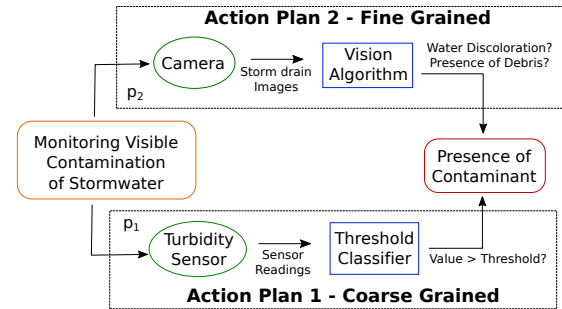 Action Plan 2 - Fine Grained
Camera
Storm drain
Images
Vision
Algorithm
Water Discoloration?
Presence of Debris?
p2
Monitoring Visible
Contamination
of Stormwater
Presence of
Contaminant
p1
Turbidity
Sensor
Sensor
Readings
Threshold
Classifier
Value > Threshold?
Action Plan 1 - Coarse Grained